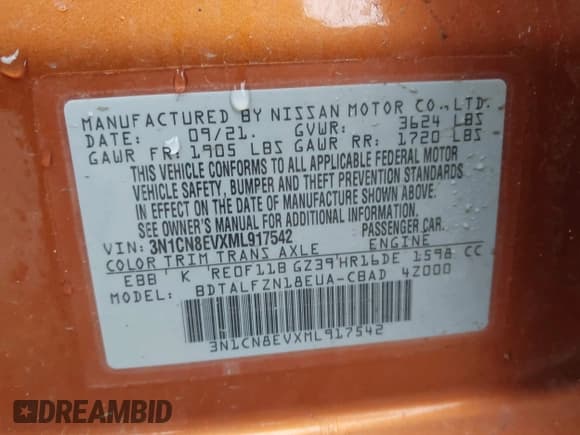 MANUFACTURED BY NISSAN MOTOR CO., LTD.
DATE: 09/21. GVWR: 3624 LBS
GAWR FR: 1905 LBS GAWR RR: 1720 LBS
THIS VEHICLE CONFORMS TO ALL APPLICABLE FEDERAL MOTOR
VEHICLE SAFETY, BUMPER AND THEFT PREVENTION STANDARDS
IN EFFECT ON THE DATE OF MANUFACTURE SHOWN ABOVE.
SEE OWNER'S MANUAL FOR ADDITIONAL INFORMATION.
VIN: 3N1CN8EVXML917542 PASSENGER CAR.
COLOR TRIM TRANS AXLE ENGINE
EBB K RE0F11B GZ39 HR16DE 1598 CC
MODEL: BDTALFZN18EUA-CBAD 4Z000
3N1CN8EVXML917542
DREAMBID